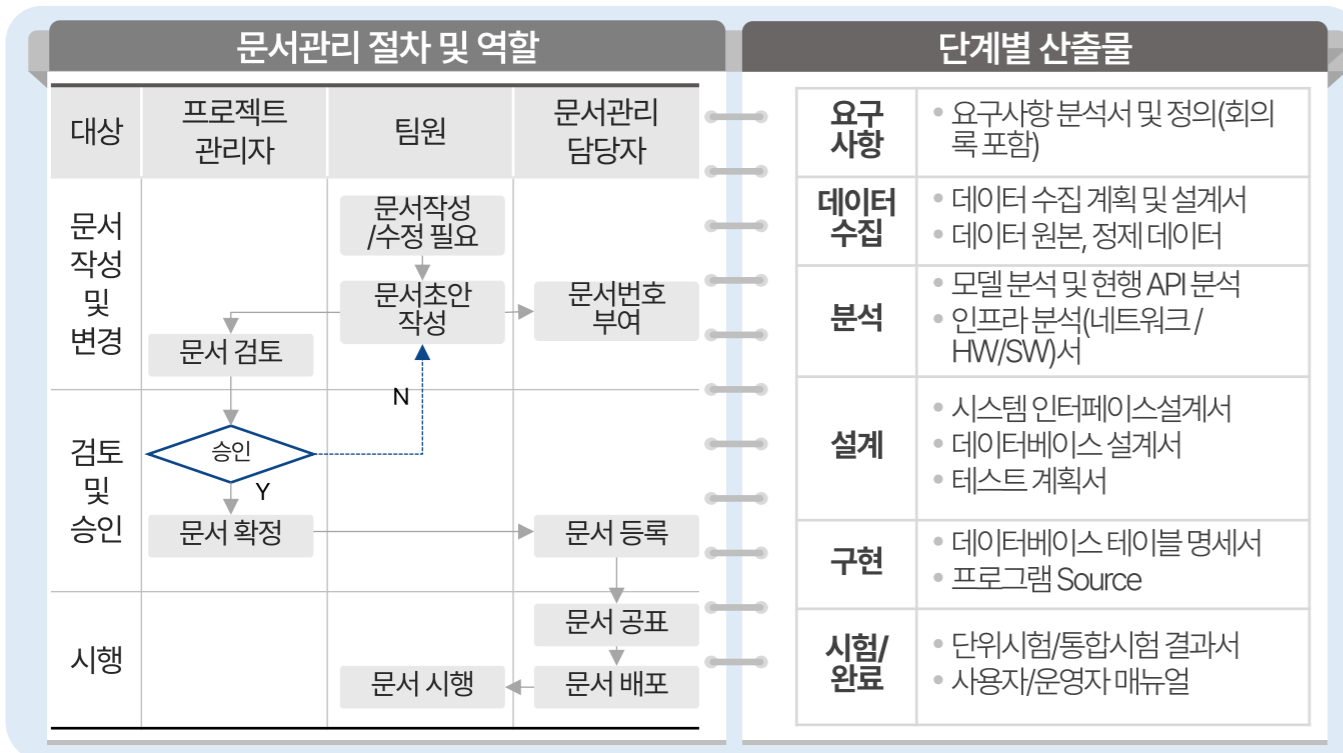 문서관리 절차 및 역할
대상
프로젝트
관리자
팀원
문서관리
담당자
문서
작성
및
변경
문서작성
/수정 필요
문서초안
작성
문서번호
부여
문서 검토
N
검토
및
승인
승인
Y
문서 확정
문서 등록
시행
문서 공표
문서 시행
문서 배포
단계별 산출물
요구
사항
• 요구사항 분석서 및 정의(회의
록 포함)
데이터
수집
• 데이터 수집 계획 및 설계서
• 데이터 원본, 정제 데이터
분석
• 모델 분석 및 현행 API 분석
• 인프라 분석(네트워크 /
HW/SW)서
설계
• 시스템 인터페이스설계서
• 데이터베이스 설계서
• 테스트 계획서
구현
• 데이터베이스 테이블 명세서
• 프로그램 Source
시험/
완료
• 단위시험/통합시험 결과서
• 사용자/운영자 매뉴얼